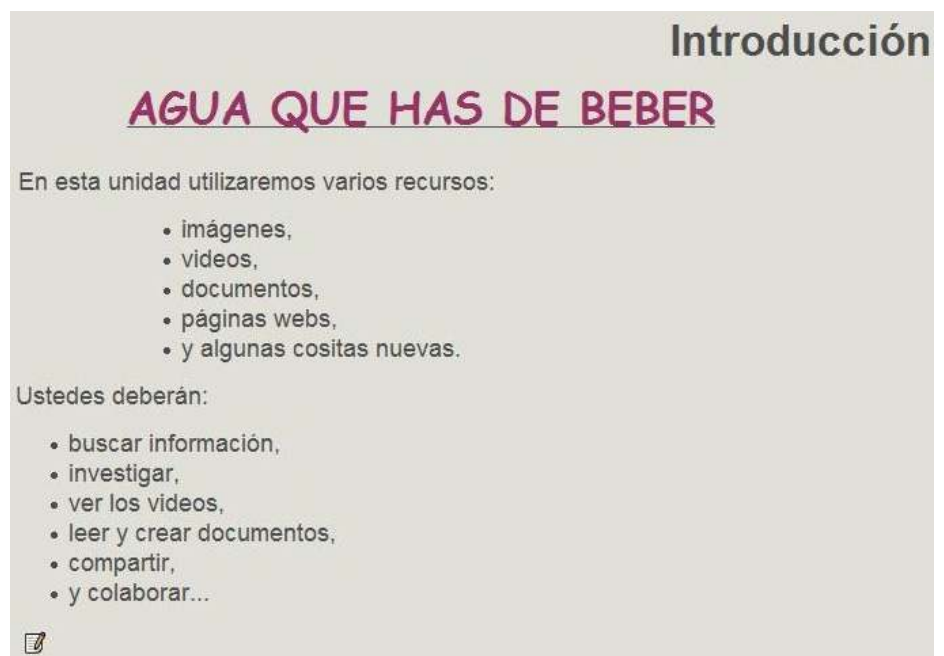 Introducción
AGUA QUE HAS DE BEBER
En esta unidad utilizaremos varios recursos:
• imágenes,
• videos,
• documentos,
• páginas webs,
• y algunas cositas nuevas.
Ustedes deberán:
• buscar información,
• investigar,
• ver los videos,
• leer y crear documentos,
• compartir,
• y colaborar...